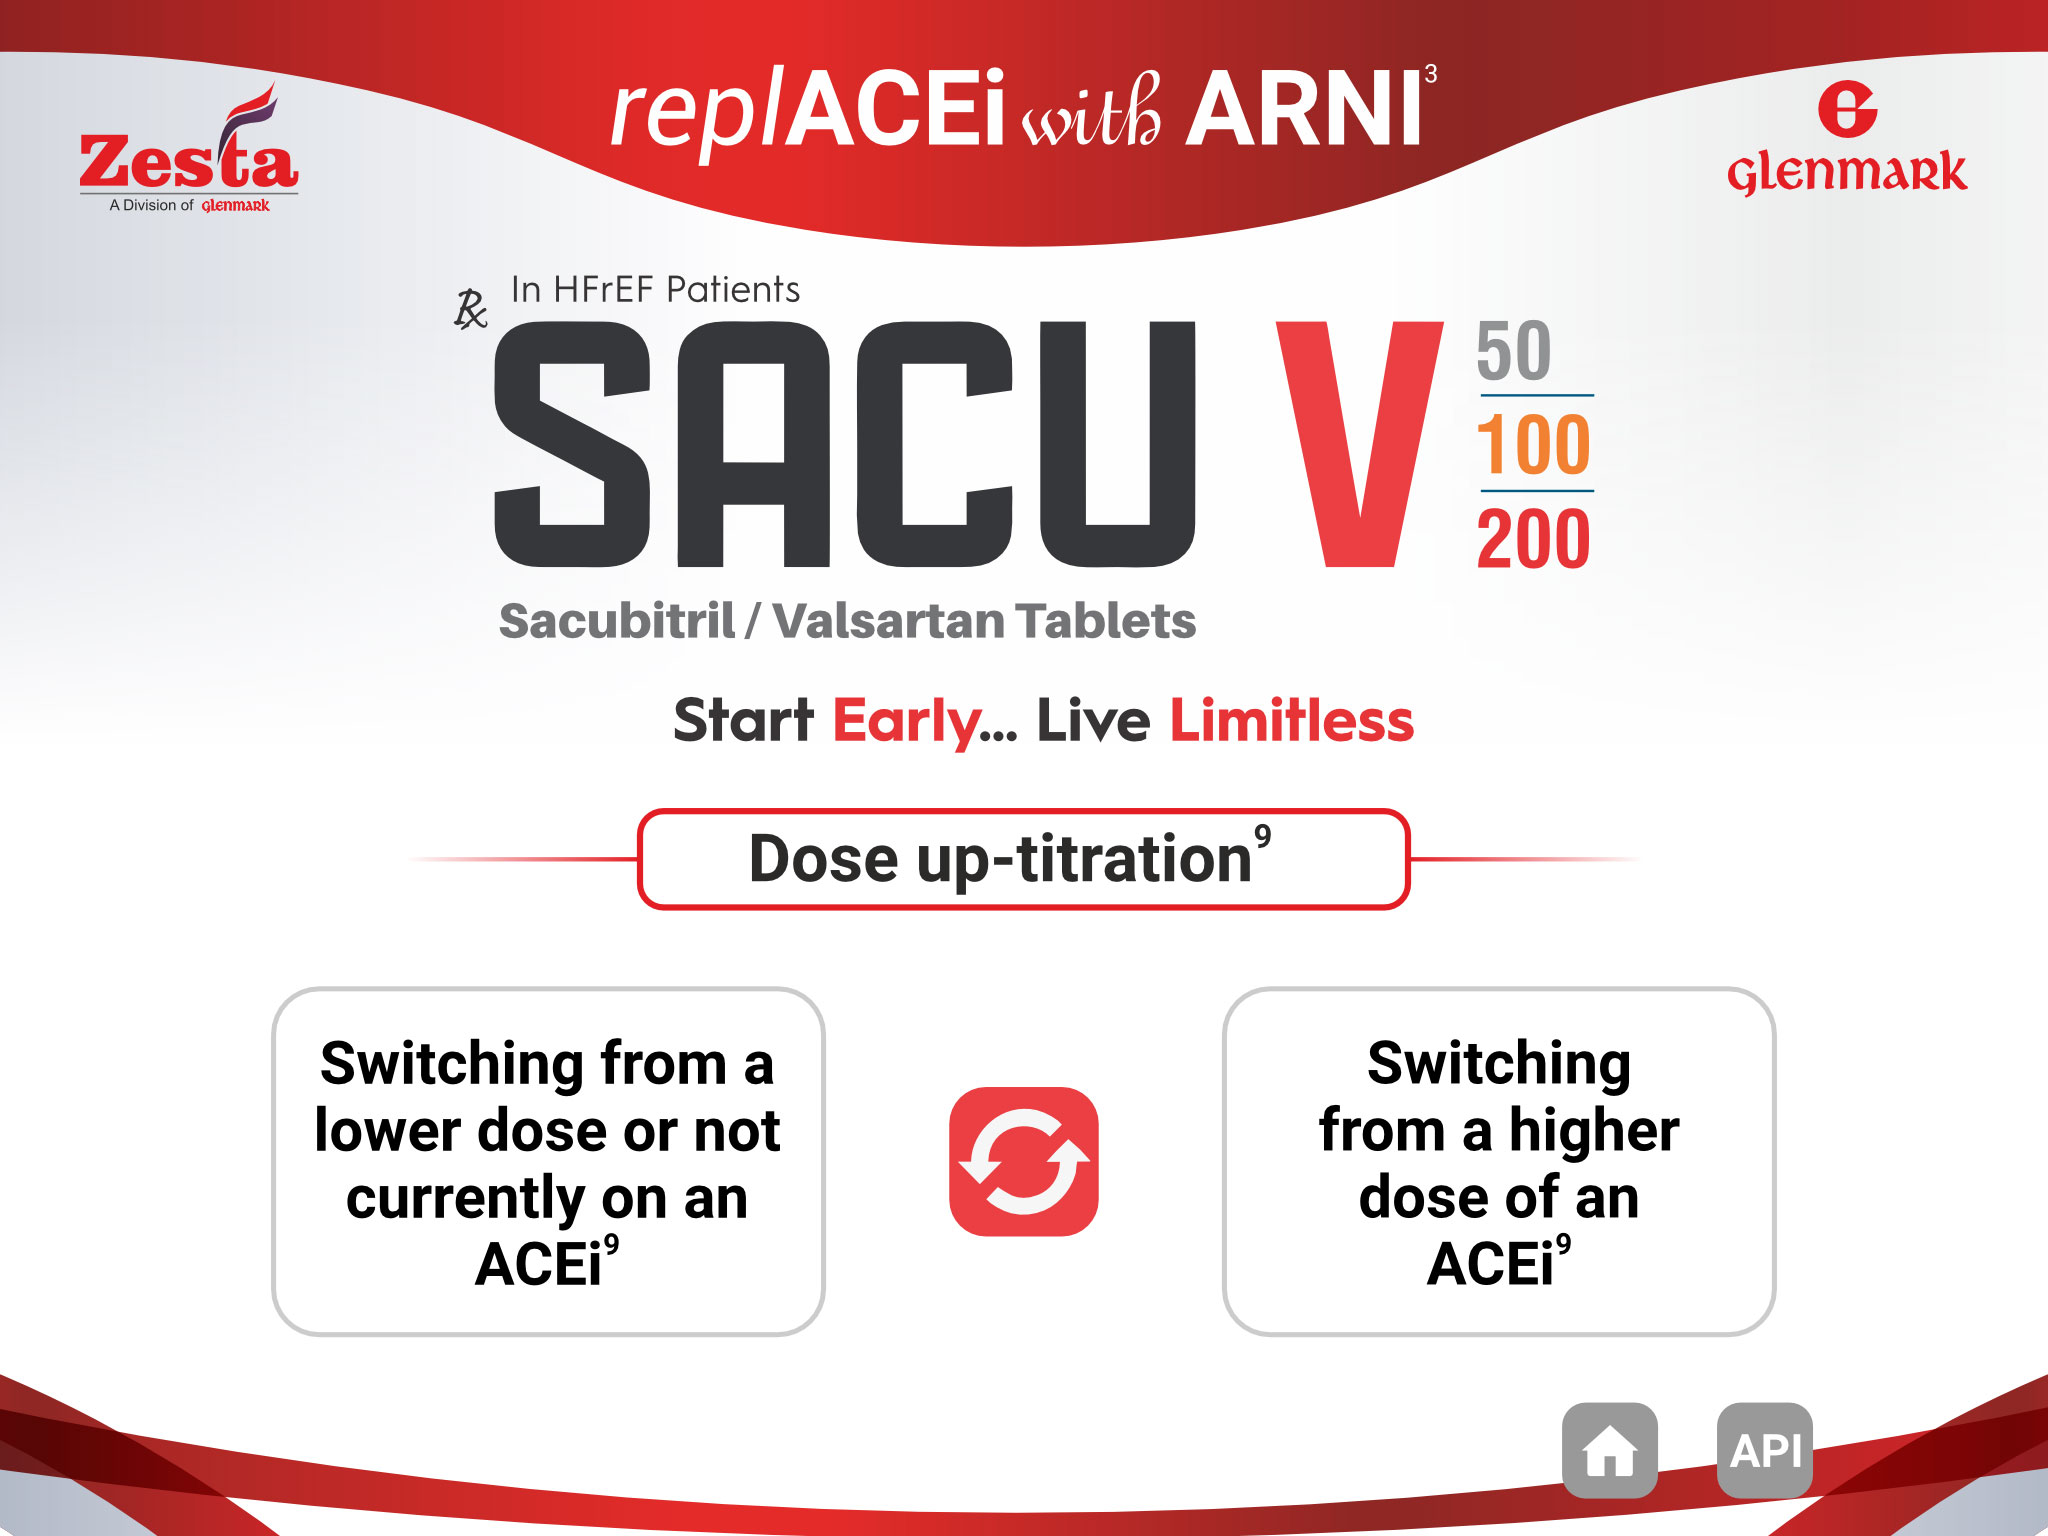 replACEi with ARNI³
Zesta
A Division of glenmark
glenmark
℞ In HFrEF Patients
SACU V
50
100
200
Sacubitril / Valsartan Tablets
Start Early... Live Limitless
Dose up-titration⁹
Switching from a
lower dose or not
currently on an
ACEi⁹
Switching
from a higher
dose of an
ACEi⁹
API